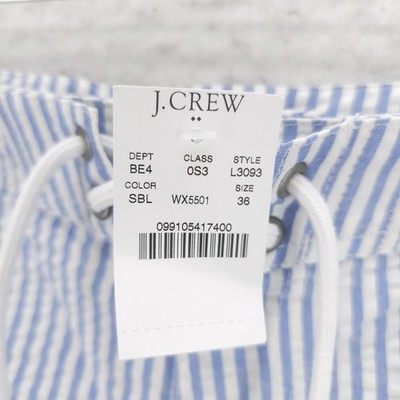 J.CREW
DEPT CLASS STYLE
BE4 0S3 L3093
COLOR SIZE
SBL WX5501 36
099105417400